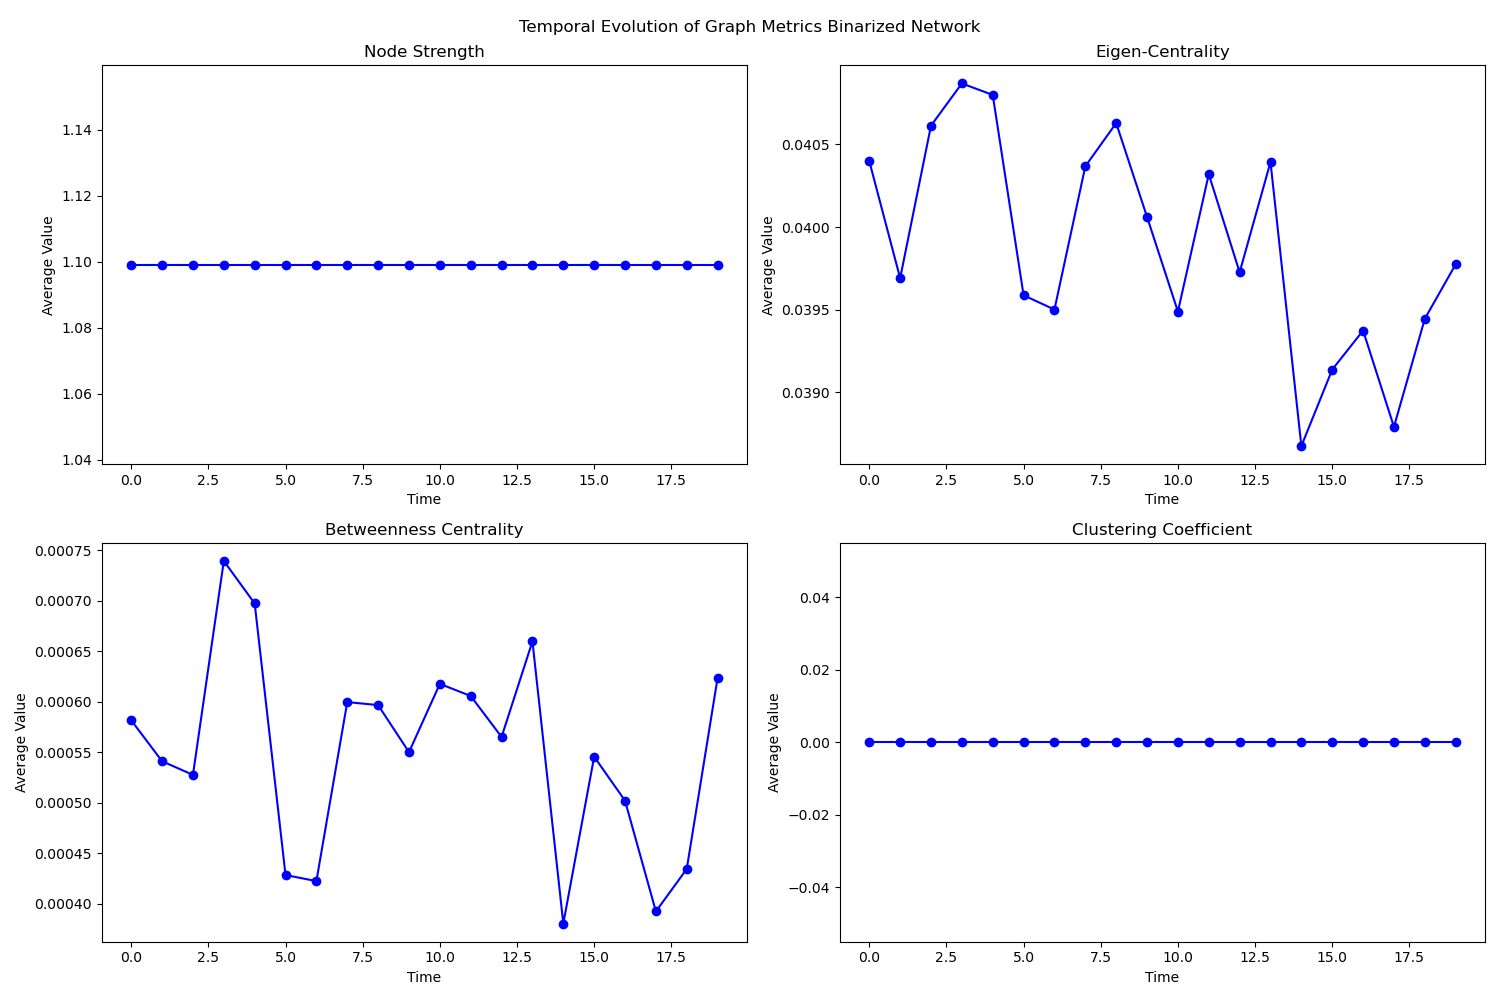 Temporal Evolution of Graph Metrics Binarized Network
Node Strength
Average Value
1.14
1.12
1.10
1.08
1.06
1.04
0.0 2.5 5.0 7.5 10.0 12.5 15.0 17.5
Time
Eigen-Centrality
Average Value
0.0405
0.0400
0.0395
0.0390
0.0 2.5 5.0 7.5 10.0 12.5 15.0 17.5
Time
Betweenness Centrality
Average Value
0.00075
0.00070
0.00065
0.00060
0.00055
0.00050
0.00045
0.00040
0.0 2.5 5.0 7.5 10.0 12.5 15.0 17.5
Time
Clustering Coefficient
Average Value
0.04
0.02
0.00
−0.02
−0.04
0.0 2.5 5.0 7.5 10.0 12.5 15.0 17.5
Time